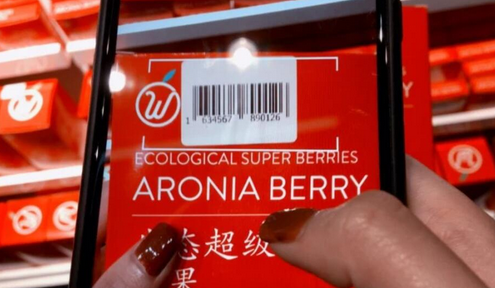 W
1 634567 890126
ECOLOGICAL SUPER BERRIES
ARONIA BERRY
态超级
果